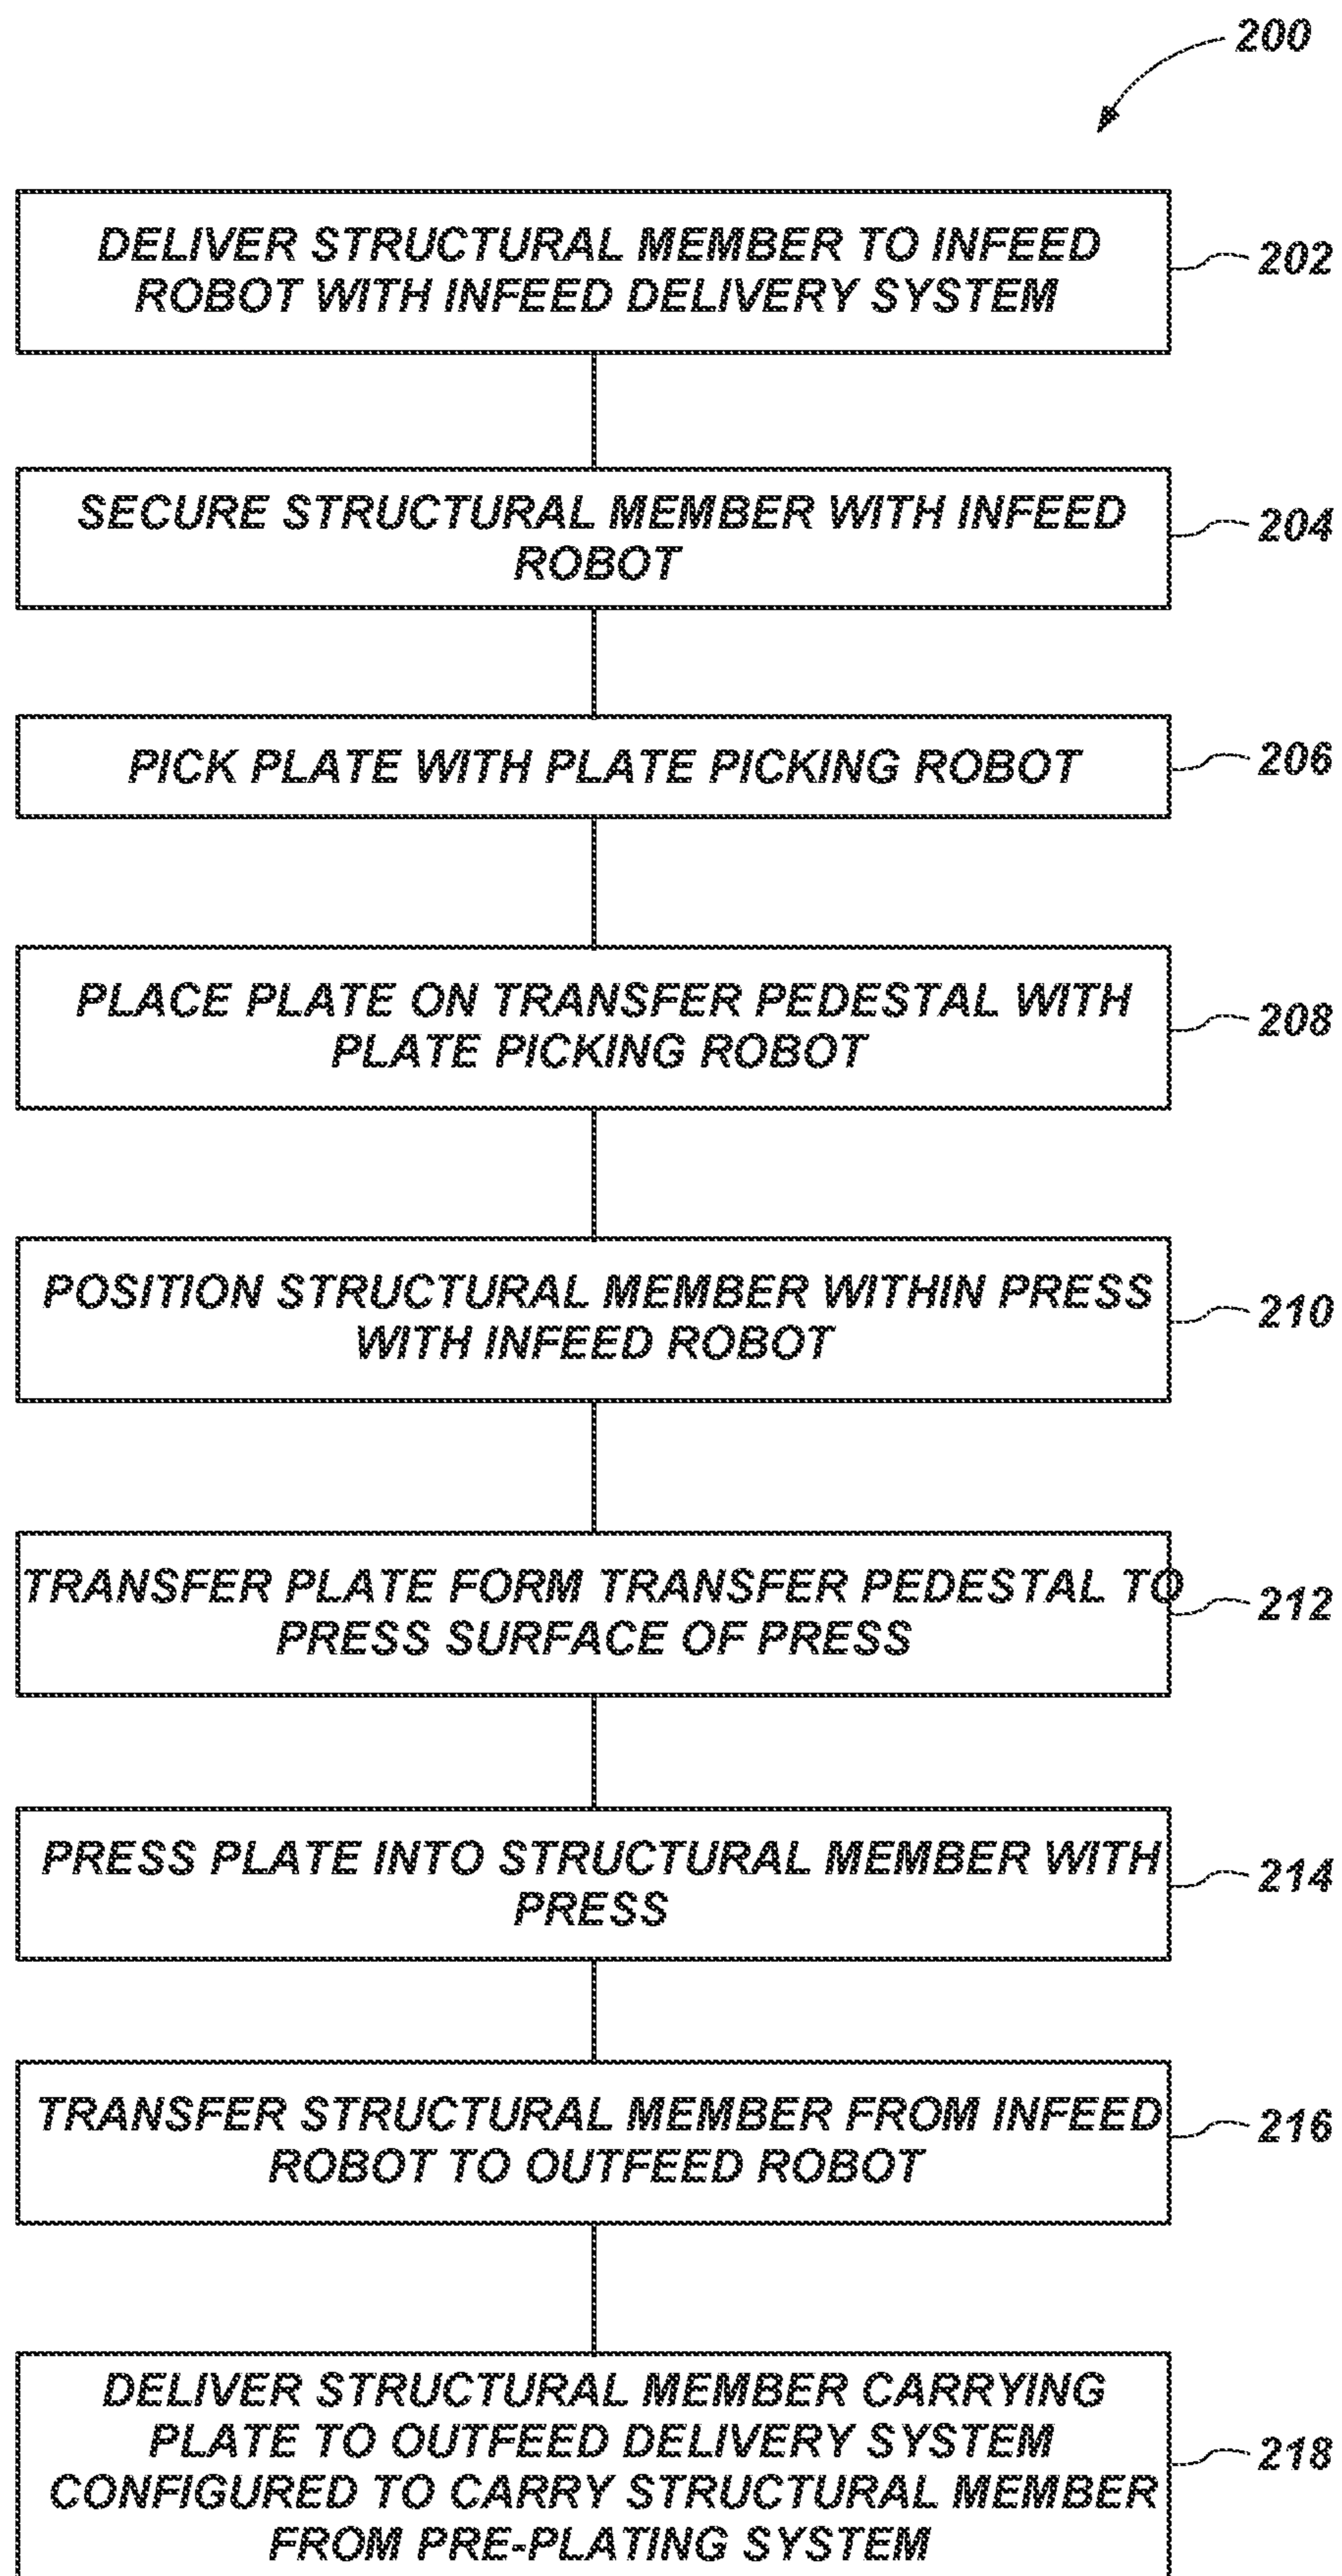 200
DELIVER STRUCTURAL MEMBER TO INFEED
ROBOT WITH INFEED DELIVERY SYSTEM
202
SECURE STRUCTURAL MEMBER WITH INFEED
ROBOT
204
PICK PLATE WITH PLATE PICKING ROBOT
206
PLACE PLATE ON TRANSFER PEDESTAL WITH
PLATE PICKING ROBOT
208
POSITION STRUCTURAL MEMBER WITHIN PRESS
WITH INFEED ROBOT
210
TRANSFER PLATE FORM TRANSFER PEDESTAL TO
PRESS SURFACE OF PRESS
212
PRESS PLATE INTO STRUCTURAL MEMBER WITH
PRESS
214
TRANSFER STRUCTURAL MEMBER FROM INFEED
ROBOT TO OUTFEED ROBOT
216
DELIVER STRUCTURAL MEMBER CARRYING
PLATE TO OUTFEED DELIVERY SYSTEM
CONFIGURED TO CARRY STRUCTURAL MEMBER
FROM PRE-PLATING SYSTEM
218